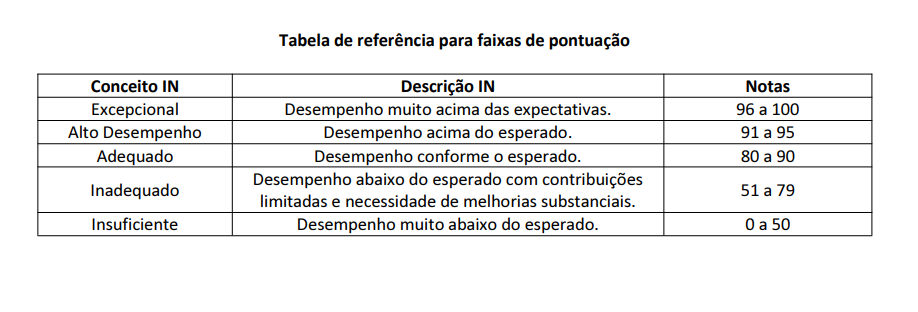 Tabela de referência para faixas de pontuação
Conceito IN Descrição IN Notas
Excepcional Desempenho muito acima das expectativas. 96 a 100
Alto Desempenho Desempenho acima do esperado. 91 a 95
Adequado Desempenho conforme o esperado. 80 a 90
Inadequado Desempenho abaixo do esperado com contribuições
limitadas e necessidade de melhorias substanciais. 51 a 79
Insuficiente Desempenho muito abaixo do esperado. 0 a 50